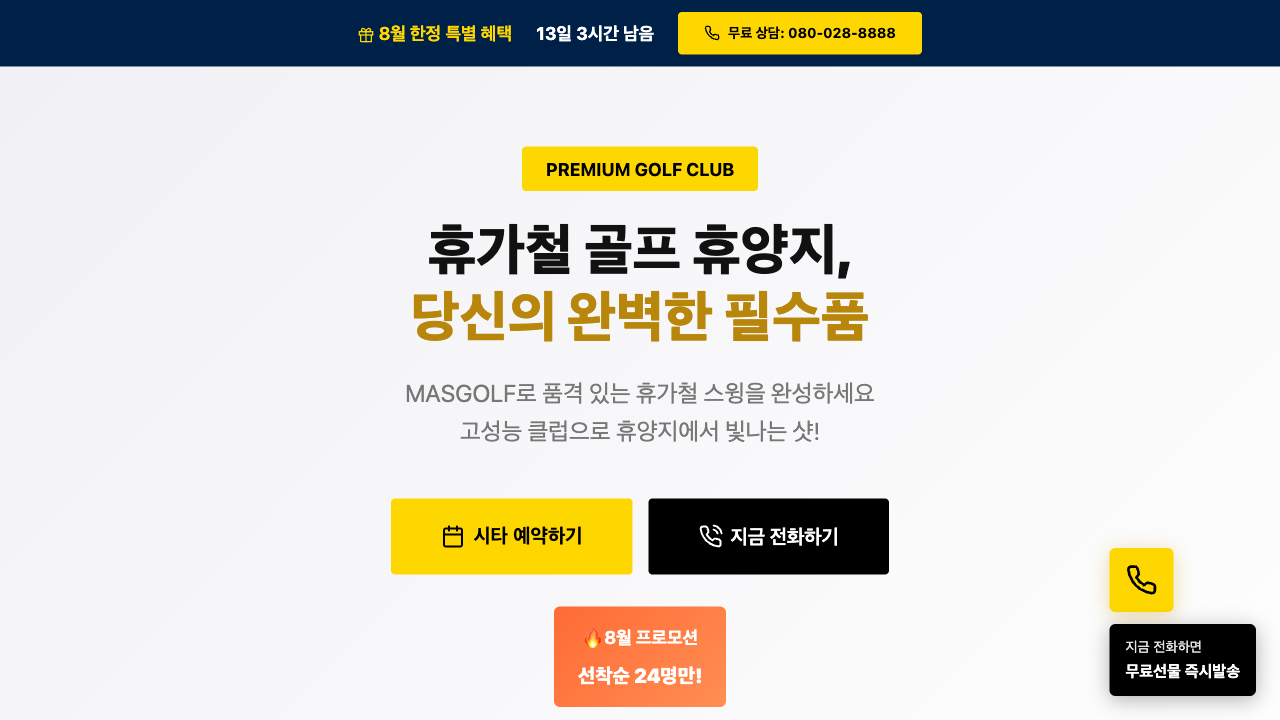 8월 한정 특별 혜택
13일 3시간 남음
무료 상담: 080-028-8888
PREMIUM GOLF CLUB
휴가철 골프 휴양지,
당신의 완벽한 필수품
MASGOLF로 품격 있는 휴가철 스윙을 완성하세요
고성능 클럽으로 휴양지에서 빛나는 샷!
시타 예약하기
지금 전화하기
🔥8월 프로모션
선착순 24명만!
지금 전화하면
무료선물 즉시발송